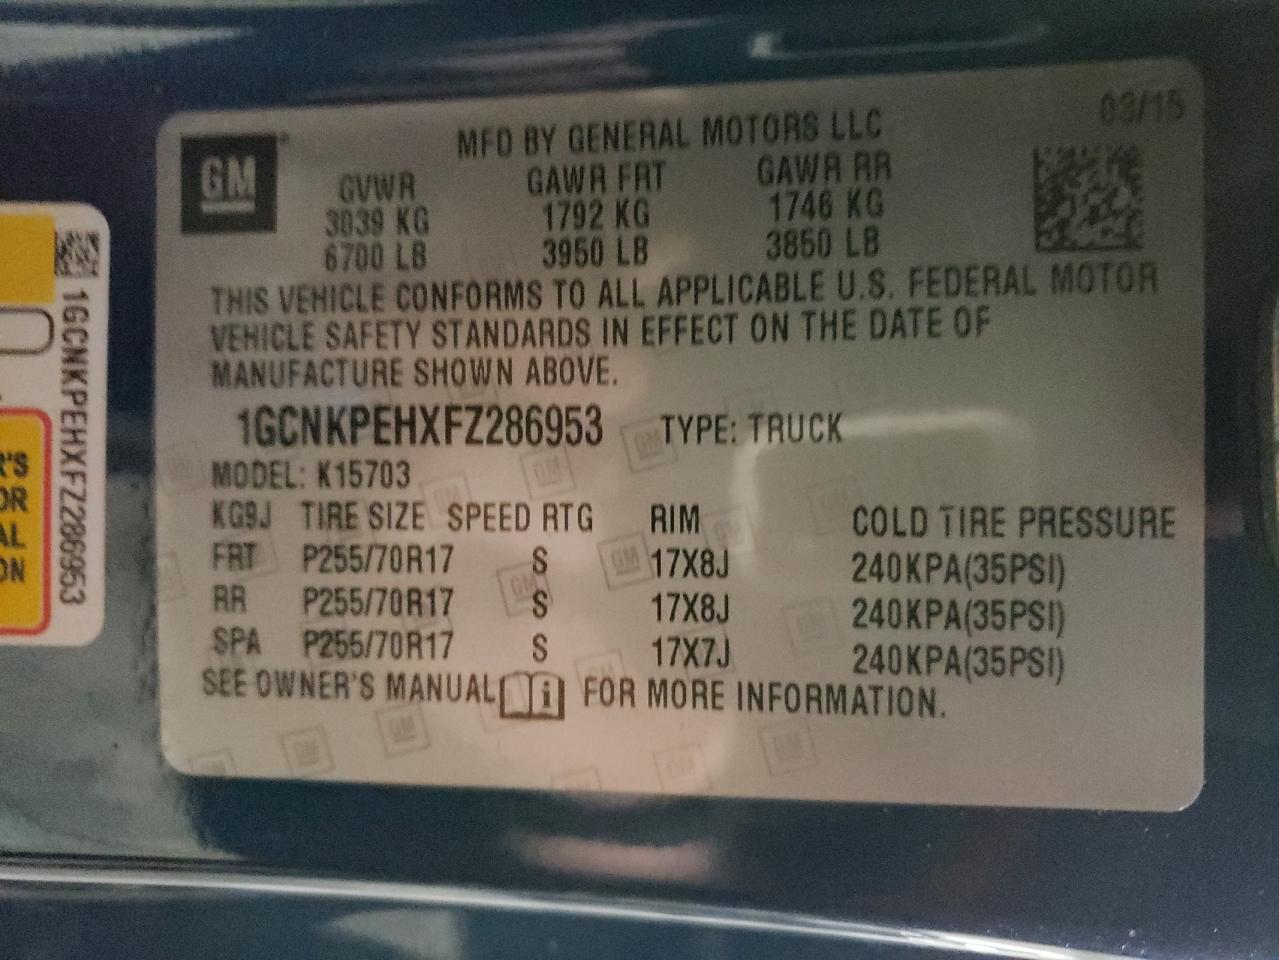 03/15
GM
MFD BY GENERAL MOTORS LLC
GVWR GAWR FRT GAWR RR
3039 KG 1792 KG 1746 KG
6700 LB 3950 LB 3850 LB
THIS VEHICLE CONFORMS TO ALL APPLICABLE U.S. FEDERAL MOTOR
VEHICLE SAFETY STANDARDS IN EFFECT ON THE DATE OF
MANUFACTURE SHOWN ABOVE.
1GCNKPEHXFZ286953 TYPE: TRUCK
MODEL: K15703
KG9J TIRE SIZE SPEED RTG RIM COLD TIRE PRESSURE
FRT P255/70R17 S 17X8J 240KPA(35PSI)
RR P255/70R17 S 17X8J 240KPA(35PSI)
SPA P255/70R17 S 17X7J 240KPA(35PSI)
SEE OWNER'S MANUAL FOR MORE INFORMATION.
1GCNKPEHXFZ286953
R'S
OR
AL
ON